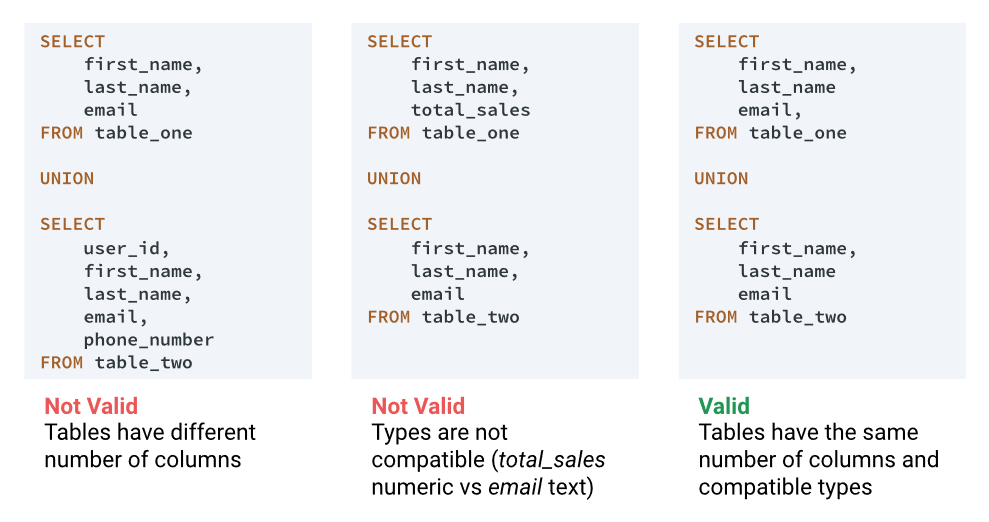 SELECT
first_name,
last_name,
email
FROM table_one
UNION
SELECT
user_id,
first_name,
last_name,
email,
phone_number
FROM table_two
Not Valid
Tables have different
number of columns
SELECT
first_name,
last_name,
total_sales
FROM table_one
UNION
SELECT
first_name,
last_name,
email
FROM table_two
Not Valid
Types are not
compatible (total_sales
numeric vs email text)
SELECT
first_name,
last_name
email,
FROM table_one
UNION
SELECT
first_name,
last_name
email
FROM table_two
Valid
Tables have the same
number of columns and
compatible types